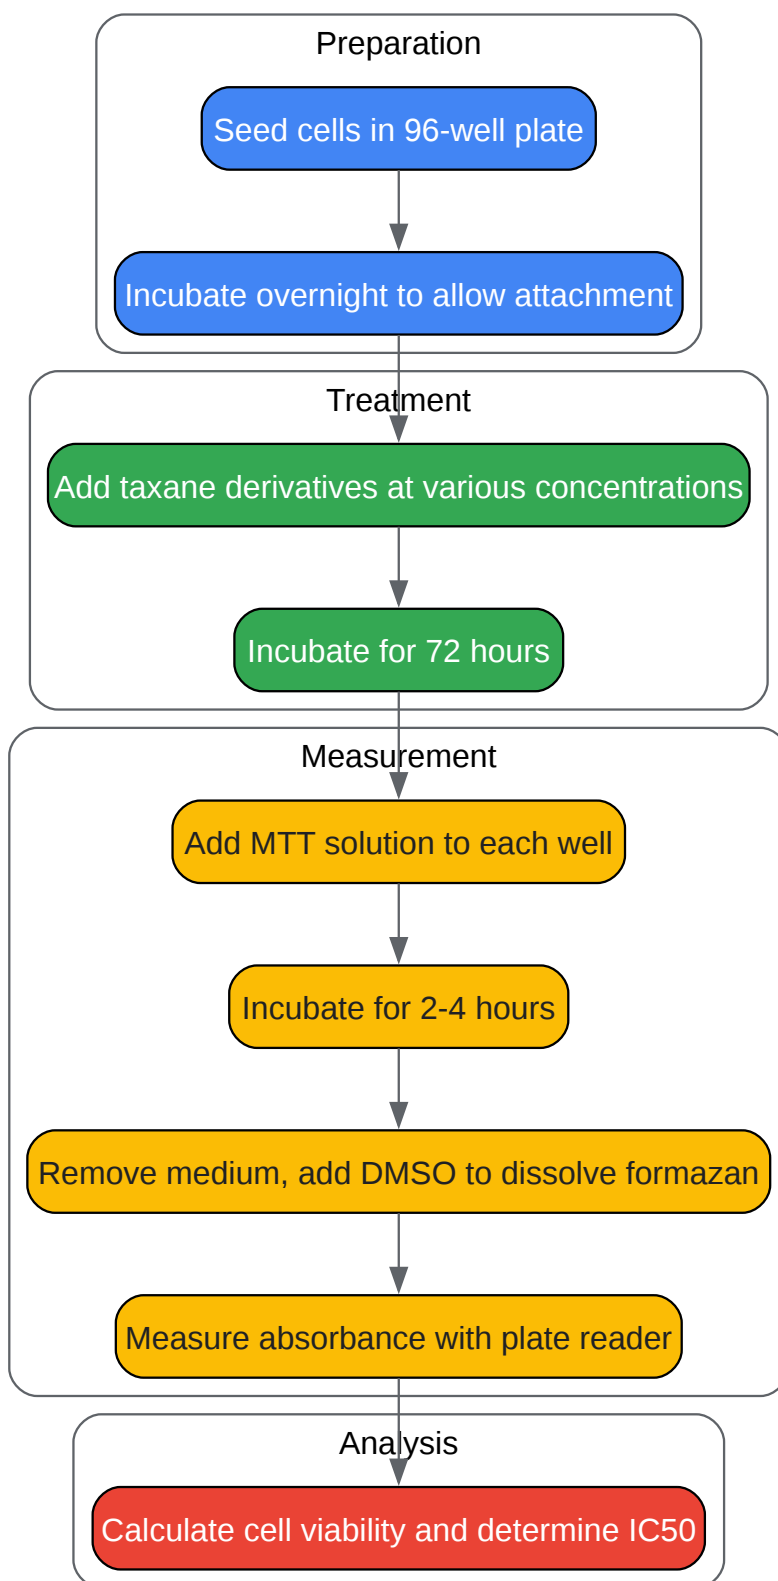 Preparation
Seed cells in 96-well plate
Incubate overnight to allow attachment
Treatment
Add taxane derivatives at various concentrations
Incubate for 72 hours
Measurement
Add MTT solution to each well
Incubate for 2-4 hours
Remove medium, add DMSO to dissolve formazan
Measure absorbance with plate reader
Analysis
Calculate cell viability and determine IC50